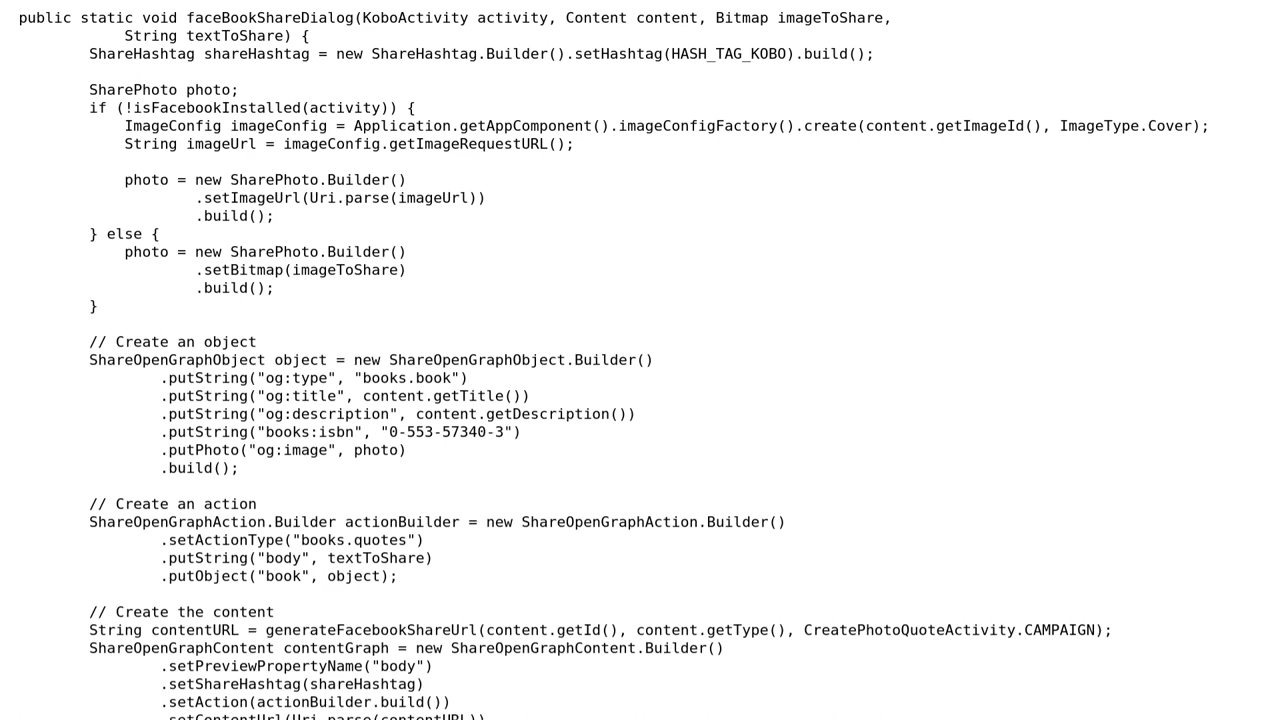 public static void faceBookShareDialog(KoboActivity activity, Content content, Bitmap imageToShare,
            String textToShare) {
        ShareHashtag shareHashtag = new ShareHashtag.Builder().setHashtag(HASH_TAG_KOBO).build();

        SharePhoto photo;
        if (!isFacebookInstalled(activity)) {
            ImageConfig imageConfig = Application.getAppComponent().imageConfigFactory().create(content.getImageId(), ImageType.Cover);
            String imageUrl = imageConfig.getImageRequestURL();

            photo = new SharePhoto.Builder()
                    .setImageUrl(Uri.parse(imageUrl))
                    .build();
        } else {
            photo = new SharePhoto.Builder()
                    .setBitmap(imageToShare)
                    .build();
        }

        // Create an object
        ShareOpenGraphObject object = new ShareOpenGraphObject.Builder()
                .putString("og:type", "books.book")
                .putString("og:title", content.getTitle())
                .putString("og:description", content.getDescription())
                .putString("books:isbn", "0-553-57340-3")
                .putPhoto("og:image", photo)
                .build();

        // Create an action
        ShareOpenGraphAction.Builder actionBuilder = new ShareOpenGraphAction.Builder()
                .setActionType("books.quotes")
                .putString("body", textToShare)
                .putObject("book", object);

        // Create the content
        String contentURL = generateFacebookShareUrl(content.getId(), content.getType(), CreatePhotoQuoteActivity.CAMPAIGN);
        ShareOpenGraphContent contentGraph = new ShareOpenGraphContent.Builder()
                .setPreviewPropertyName("body")
                .setShareHashtag(shareHashtag)
                .setAction(actionBuilder.build())
                .setContentUrl(Uri.parse(contentURL))